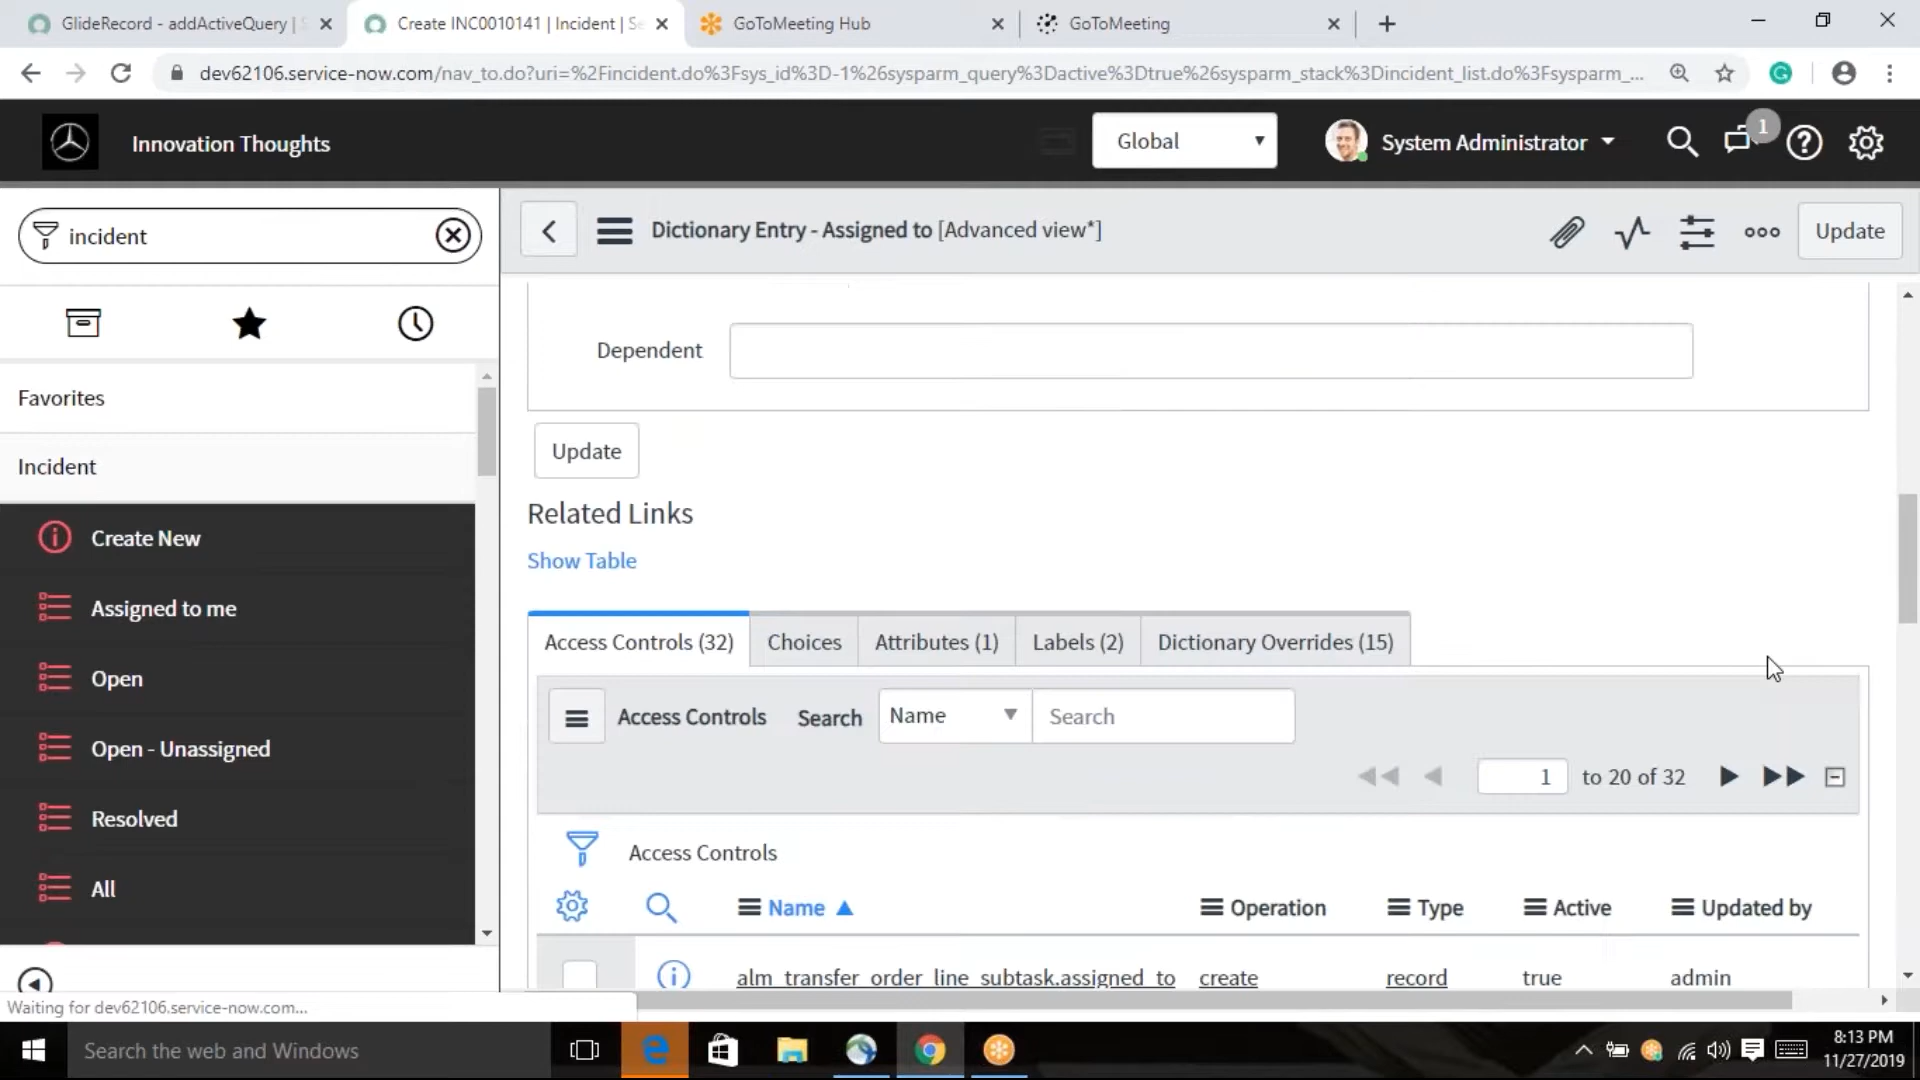 GlideRecord - addActiveQuery | S
Create INC0010141 | Incident | Se
GoToMeeting Hub
GoToMeeting
dev62106.service-now.com/nav_to.do?uri=%2Fincident.do%3Fsys_id%3D-1%26sysparm_query%3Dactive%3Dtrue%26sysparm_stack%3Dincident_list.do%3Fsysparm_...
Innovation Thoughts
Global
System Administrator
1
incident
Dictionary Entry - Assigned to [Advanced view*]
Update
Favorites
Incident
Create New
Assigned to me
Open
Open - Unassigned
Resolved
All
Dependent
Update
Related Links
Show Table
Access Controls (32)
Choices
Attributes (1)
Labels (2)
Dictionary Overrides (15)
Access Controls
Search
Name
Search
1 to 20 of 32
Access Controls
Name
Operation
Type
Active
Updated by
alm_transfer_order_line_subtask.assigned_to
create
record
true
admin
Waiting for dev62106.service-now.com...
Search the web and Windows
8:13 PM
11/27/2019